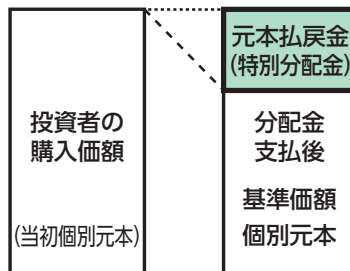 投資者の
購入価額
(当初個別元本)
元本払戻金
(特別分配金)
分配金
支払後
基準価額
個別元本